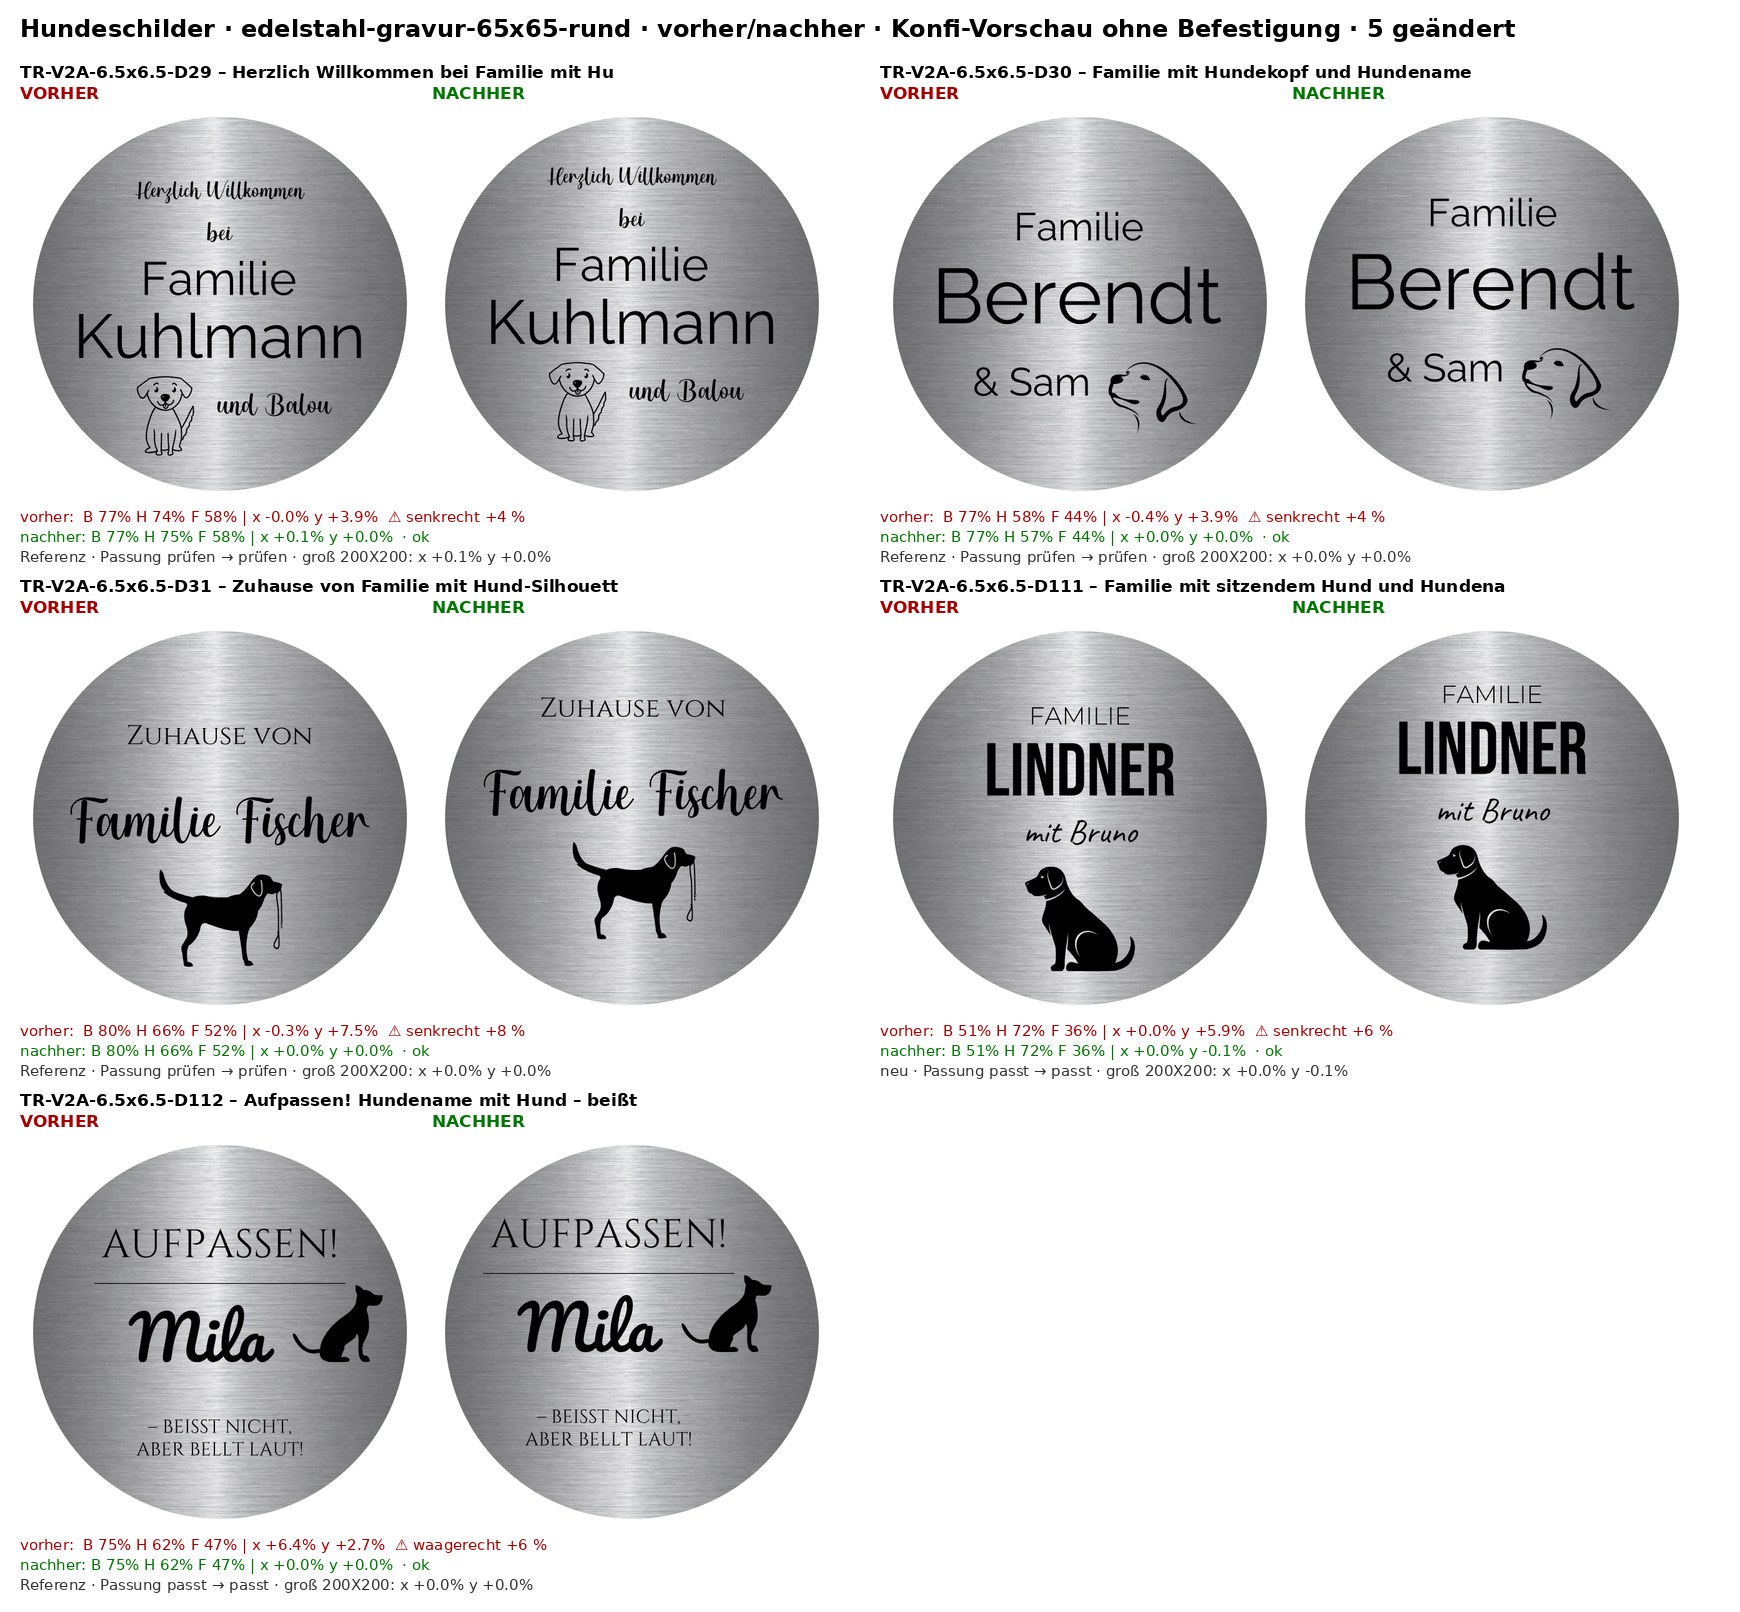 Hundeschilder · edelstahl-gravur-65x65-rund · vorher/nachher · Konfi-Vorschau ohne Befestigung · 5 geändert
TR-V2A-6.5x6.5-D29 – Herzlich Willkommen bei Familie mit Hu
VORHER
NACHHER
Herzlich Willkommen
bei
Familie
Kuhlmann
und Balou
Herzlich Willkommen
bei
Familie
Kuhlmann
und Balou
vorher: B 77% H 74% F 58% | x -0.0% y +3.9% ⚠ senkrecht +4 %
nachher: B 77% H 75% F 58% | x +0.1% y +0.0% · ok
Referenz · Passung prüfen → prüfen · groß 200X200: x +0.1% y +0.0%
TR-V2A-6.5x6.5-D30 – Familie mit Hundekopf und Hundename
VORHER
NACHHER
Familie
Berendt
& Sam
Familie
Berendt
& Sam
vorher: B 77% H 58% F 44% | x -0.4% y +3.9% ⚠ senkrecht +4 %
nachher: B 77% H 57% F 44% | x +0.0% y +0.0% · ok
Referenz · Passung prüfen → prüfen · groß 200X200: x +0.0% y +0.0%
TR-V2A-6.5x6.5-D31 – Zuhause von Familie mit Hund-Silhouett
VORHER
NACHHER
Zuhause von
Familie Fischer
Zuhause von
Familie Fischer
vorher: B 80% H 66% F 52% | x -0.3% y +7.5% ⚠ senkrecht +8 %
nachher: B 80% H 66% F 52% | x +0.0% y +0.0% · ok
Referenz · Passung prüfen → prüfen · groß 200X200: x +0.0% y +0.0%
TR-V2A-6.5x6.5-D111 – Familie mit sitzendem Hund und Hundena
VORHER
NACHHER
FAMILIE
LINDNER
mit Bruno
FAMILIE
LINDNER
mit Bruno
vorher: B 51% H 72% F 36% | x +0.0% y +5.9% ⚠ senkrecht +6 %
nachher: B 51% H 72% F 36% | x +0.0% y -0.1% · ok
neu · Passung passt → passt · groß 200X200: x +0.0% y -0.1%
TR-V2A-6.5x6.5-D112 – Aufpassen! Hundename mit Hund – beißt
VORHER
NACHHER
AUFPASSEN!
Mila
– BEISST NICHT,
ABER BELLT LAUT!
AUFPASSEN!
Mila
– BEISST NICHT,
ABER BELLT LAUT!
vorher: B 75% H 62% F 47% | x +6.4% y +2.7% ⚠ waagerecht +6 %
nachher: B 75% H 62% F 47% | x +0.0% y +0.0% · ok
Referenz · Passung passt → passt · groß 200X200: x +0.0% y +0.0%